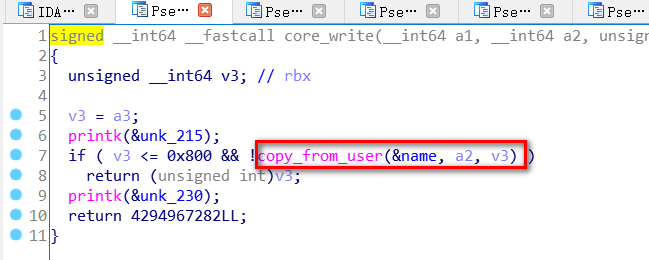 IDA… Pse… Pse… Pse… Pse…
1 signed __int64 __fastcall core_write(__int64 a1, __int64 a2, unsign
2 {
3 unsigned __int64 v3; // rbx
4
5 v3 = a3;
6 printk(&unk_215);
7 if ( v3 <= 0x800 && !copy_from_user(&name, a2, v3) )
8 return (unsigned int)v3;
9 printk(&unk_230);
10 return 4294967282LL;
11 }